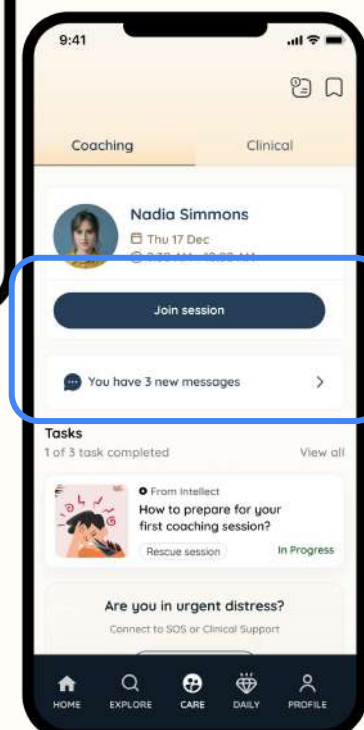 9:41
Coaching
Clinical
Nadia Simmons
Thu 17 Dec
Join session
You have 3 new messages
Tasks
1 of 3 task completed
View all
From Intellect
How to prepare for your
first coaching session?
Rescue session
In Progress
Are you in urgent distress?
Connect to SOS or Clinical Support
HOME
EXPLORE
CARE
DAILY
PROFILE